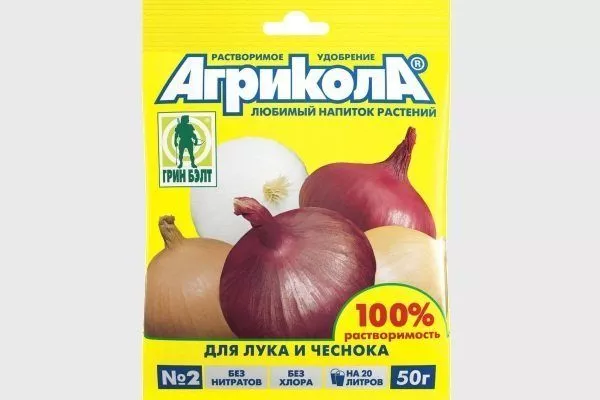 РАСТВОРИМОЕ УДОБРЕНИЕ
АгриколА®
ЛЮБИМЫЙ НАПИТОК РАСТЕНИЙ
ГРИН БЭЛТ
100%
растворимость
ДЛЯ ЛУКА И ЧЕСНОКА
№2
БЕЗ НИТРАТОВ
БЕЗ ХЛОРА
НА 20 ЛИТРОВ
50г